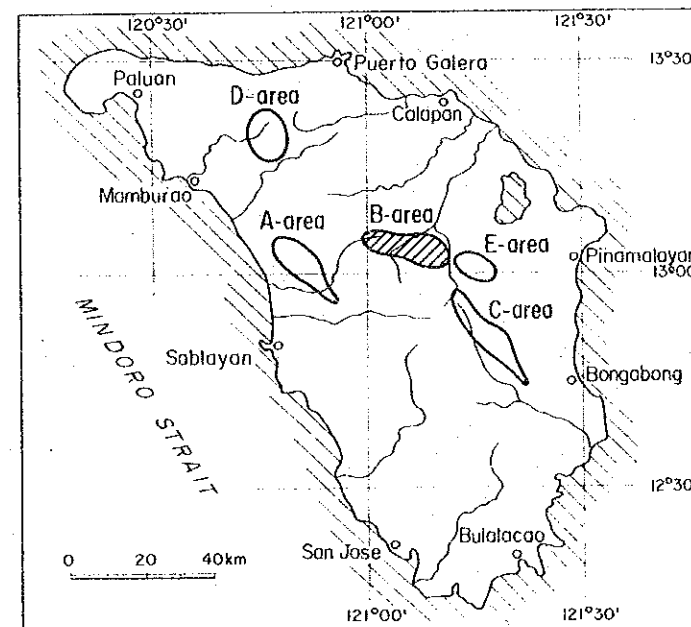 120°30' 121°00' 121°30'
13°30'
Puerto Galera
Paluan
D-area
Calapan
Mamburao
A-area
B-area
E-area
Pinamalayan
13°00'
C-area
Sablayan
Bongabong
MINDORO STRAIT
12°30'
San Jose
Bulalacao
0 20 40km
121°00' 121°30'